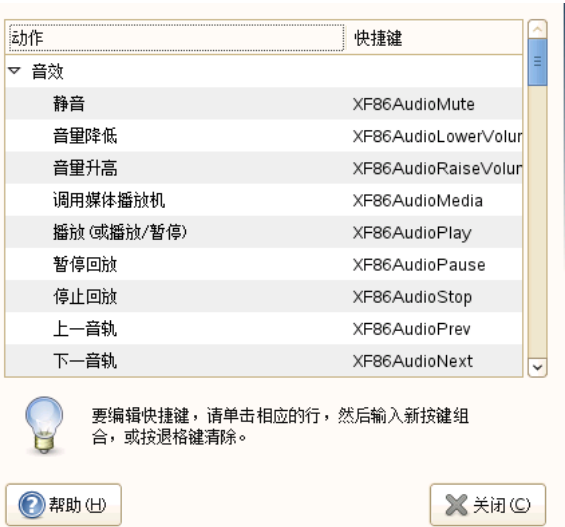 动作 快捷键
音效
静音 XF86AudioMute
音里降低 XF86AudioLowerVolur
音里升高 XF86AudioRaiseVolun
调用媒体播放机 XF86AudioMedia
播放(或播放/暂停) XF86AudioPlay
暂停回放 XF86AudioPause
停止回放 XF86AudioStop
上一音轨 XF86AudioPrev
下一音轨 XF86AudioNext
要编辑快捷键，请单击相应的行，然后输入新按键组
合，或按退格键清除。
帮助(H) 关闭(C)